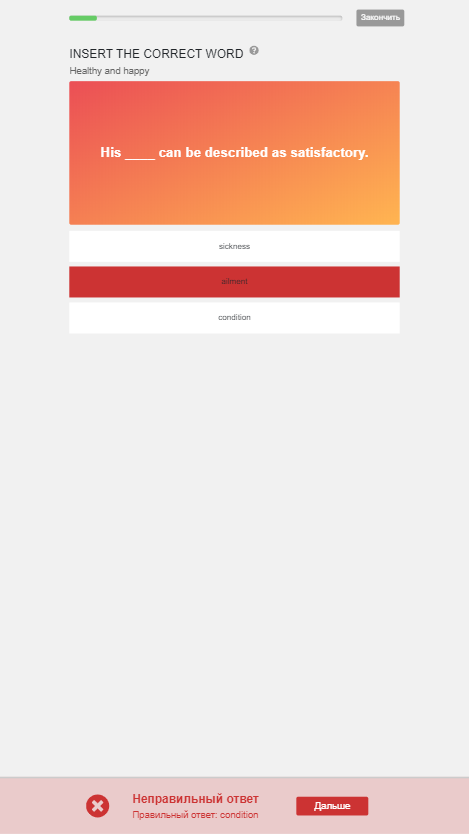 Закончить
INSERT THE CORRECT WORD ?
Healthy and happy
His ____ can be described as satisfactory.
sickness
ailment
condition
Неправильный ответ
Правильный ответ: condition
Дальше